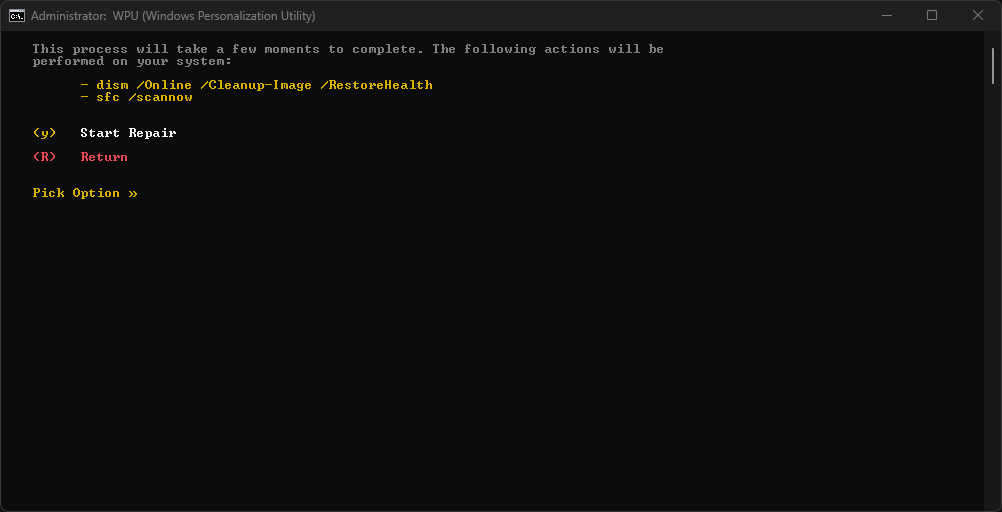 Administrator:  WPU (Windows Personalization Utility)
This process will take a few moments to complete. The following actions will be
performed on your system:
- dism /Online /Cleanup-Image /RestoreHealth
- sfc /scannow
(y)   Start Repair
(R)   Return
Pick Option »